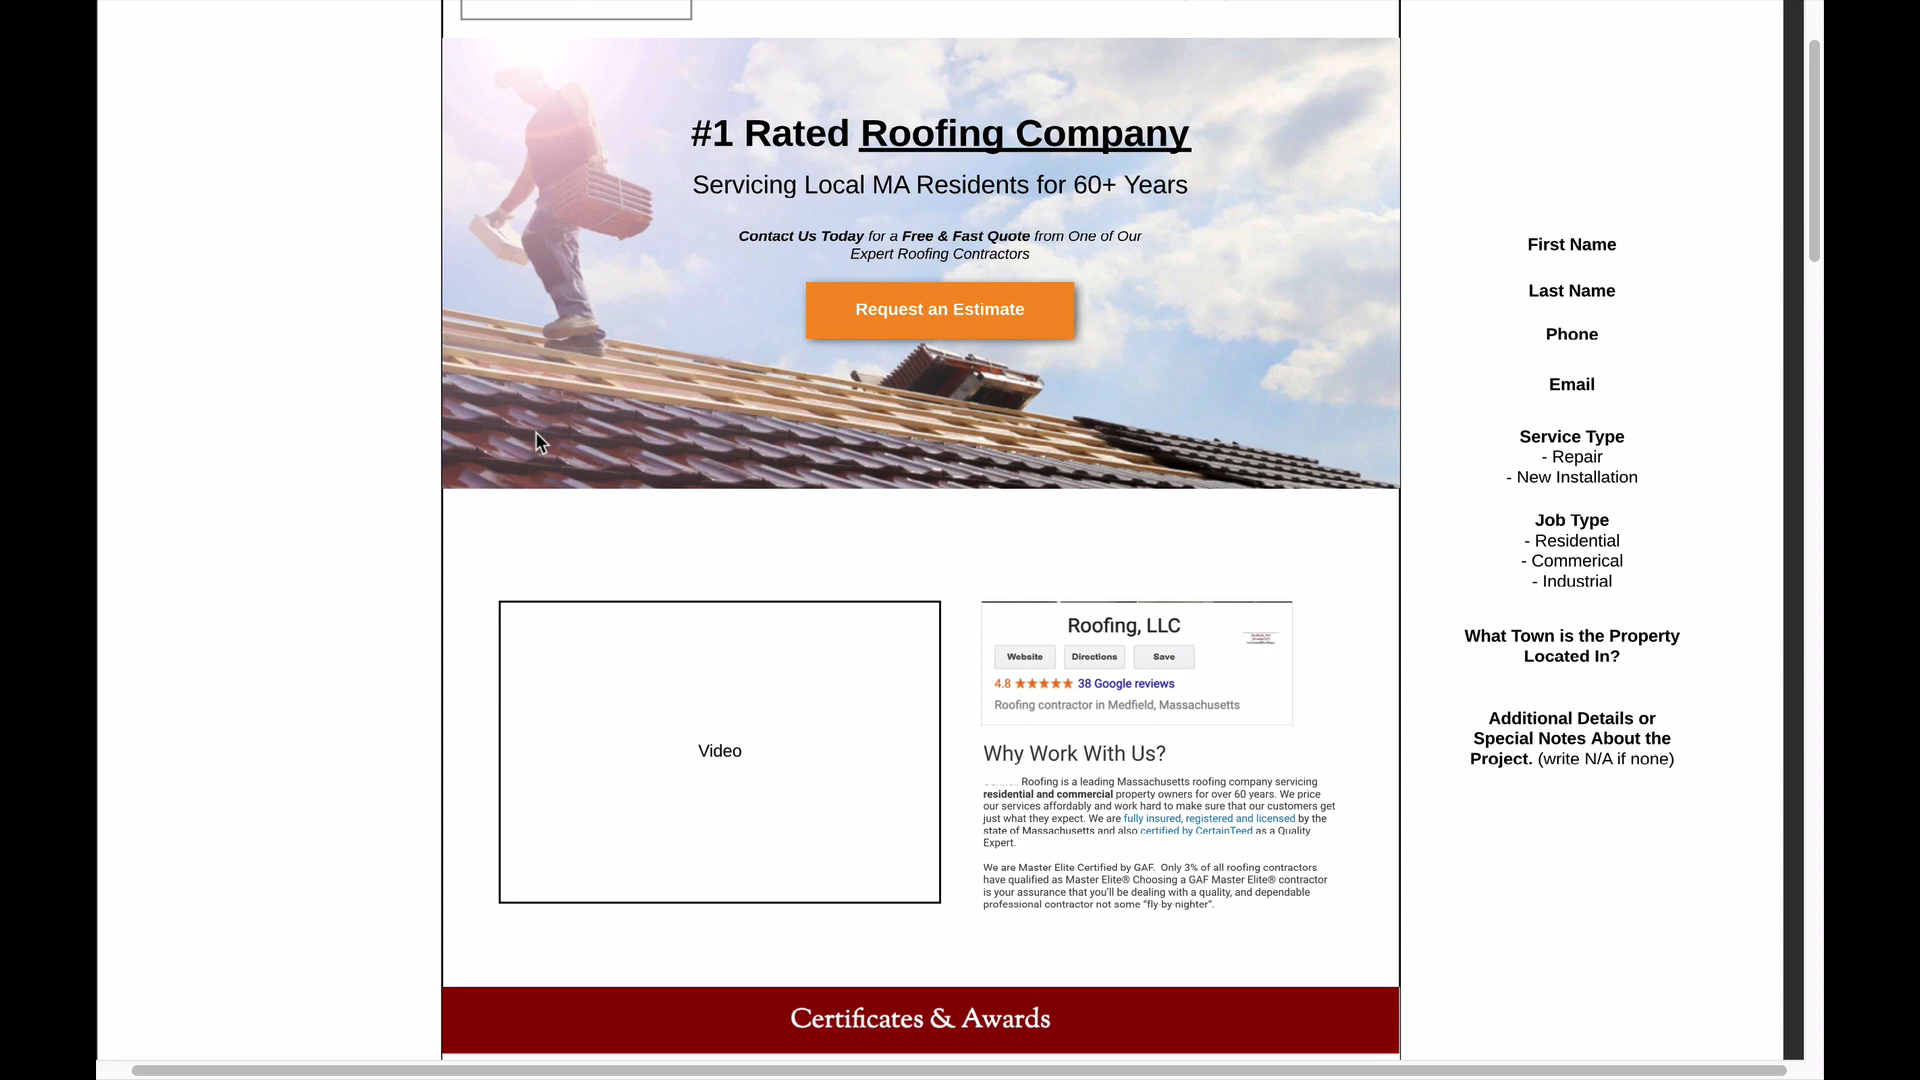 #1 Rated Roofing Company
Servicing Local MA Residents for 60+ Years
Contact Us Today for a Free & Fast Quote from One of Our
Expert Roofing Contractors
Request an Estimate
Video
Roofing, LLC
Website
Directions
Save
4.8 ★★★★★ 38 Google reviews
Roofing contractor in Medfield, Massachusetts
Why Work With Us?
Roofing is a leading Massachusetts roofing company servicing
residential and commercial property owners for over 60 years. We price
our services affordably and work hard to make sure that our customers get
just what they expect. We are fully insured, registered and licensed by the
state of Massachusetts and also certified by CertainTeed as a Quality
Expert.
We are Master Elite Certified by GAF. Only 3% of all roofing contractors
have qualified as Master Elite® Choosing a GAF Master Elite® contractor
is your assurance that you'll be dealing with a quality, and dependable
professional contractor not some “fly-by-nighter”.
Certificates & Awards
First Name
Last Name
Phone
Email
Service Type
- Repair
- New Installation
Job Type
- Residential
- Commerical
- Industrial
What Town is the Property
Located In?
Additional Details or
Special Notes About the
Project. (write N/A if none)